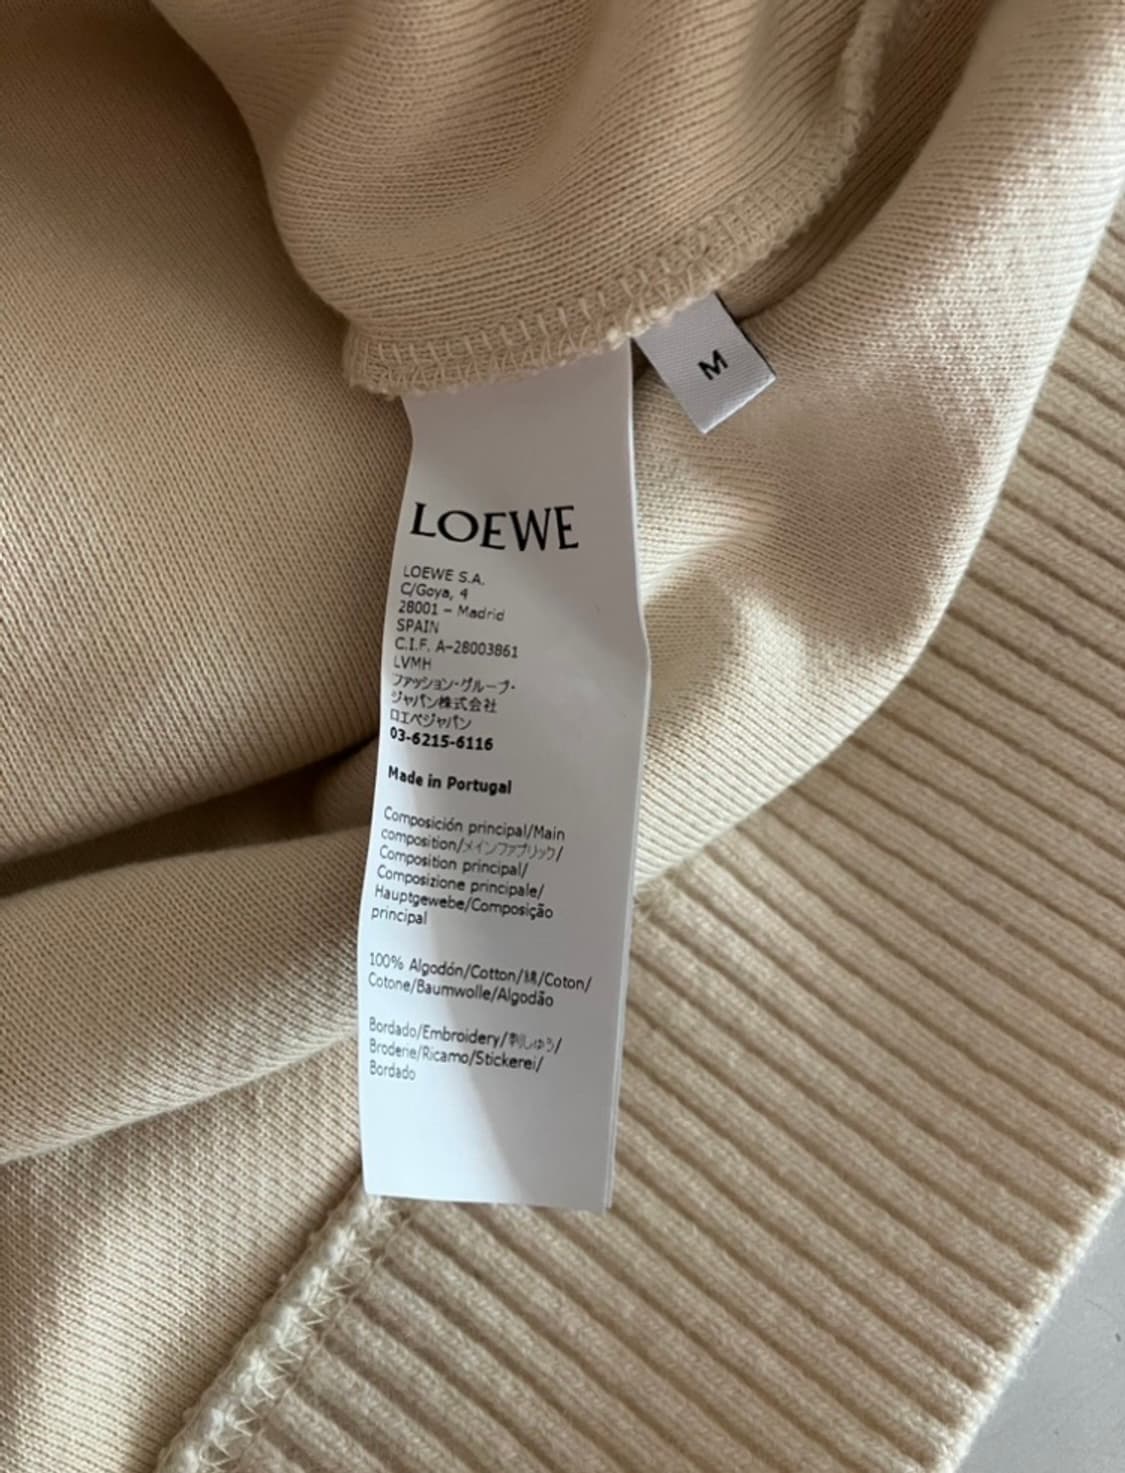 M
LOEWE
LOEWE S.A.
C/Goya, 4
28001 – Madrid
SPAIN
C.I.F. A-28003861
LVMH
ファッション・グループ・
ジャパン株式会社
ロエベジャパン
03-6215-6116
Made in Portugal
Composición principal/Main
composition/メインファブリック/
Composition principal/
Composizione principale/
Hauptgewebe/Composição
principal
100% Algodón/Cotton/綿/Coton/
Cotone/Baumwolle/Algodão
Bordado/Embroidery/刺しゅう/
Broderie/Ricamo/Stickerei/
Bordado